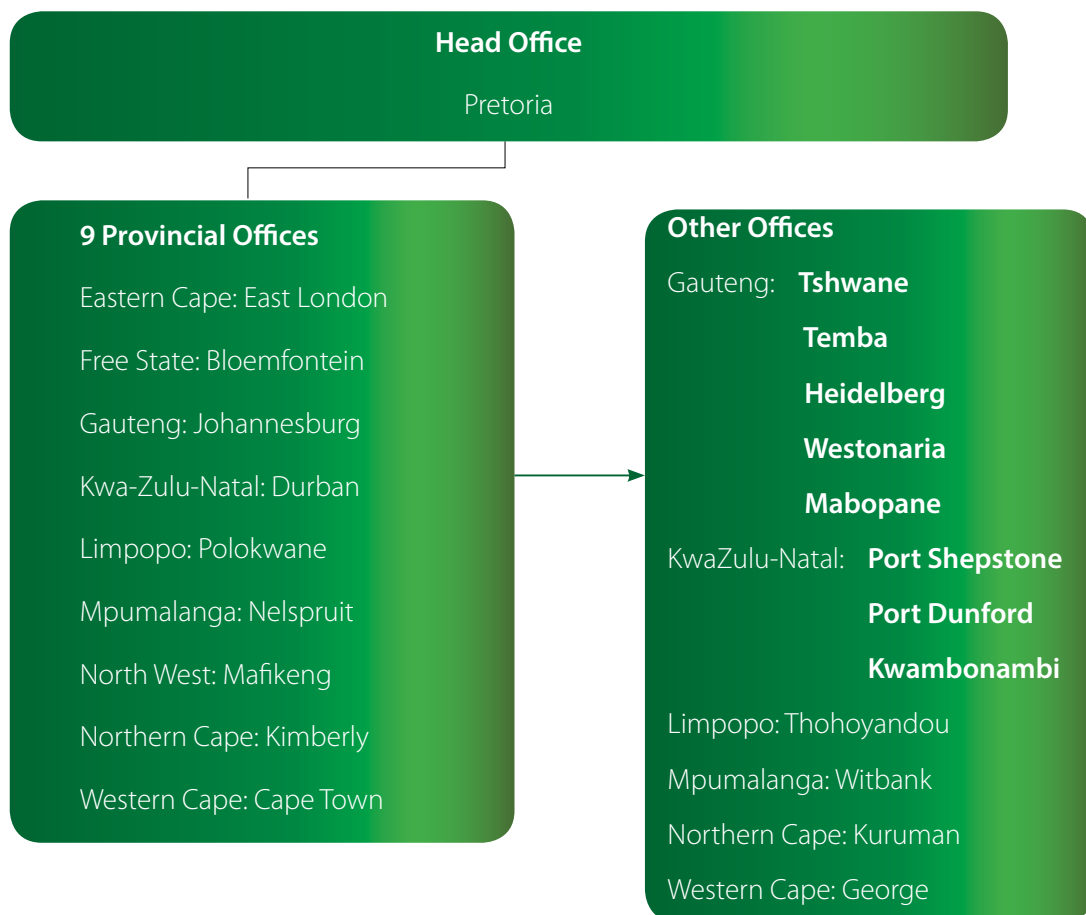 Head Office
Pretoria
9 Provincial Offices
Eastern Cape: East London
Free State: Bloemfontein
Gauteng: Johannesburg
Kwa-Zulu-Natal: Durban
Limpopo: Polokwane
Mpumalanga: Nelspruit
North West: Mafikeng
Northern Cape: Kimberly
Western Cape: Cape Town
Other Offices
Gauteng: Tshwane
Temba
Heidelberg
Westonaria
Mabopane
KwaZulu-Natal: Port Shepstone
Port Dunford
Kwambonambi
Limpopo: Thohoyandou
Mpumalanga: Witbank
Northern Cape: Kuruman
Western Cape: George